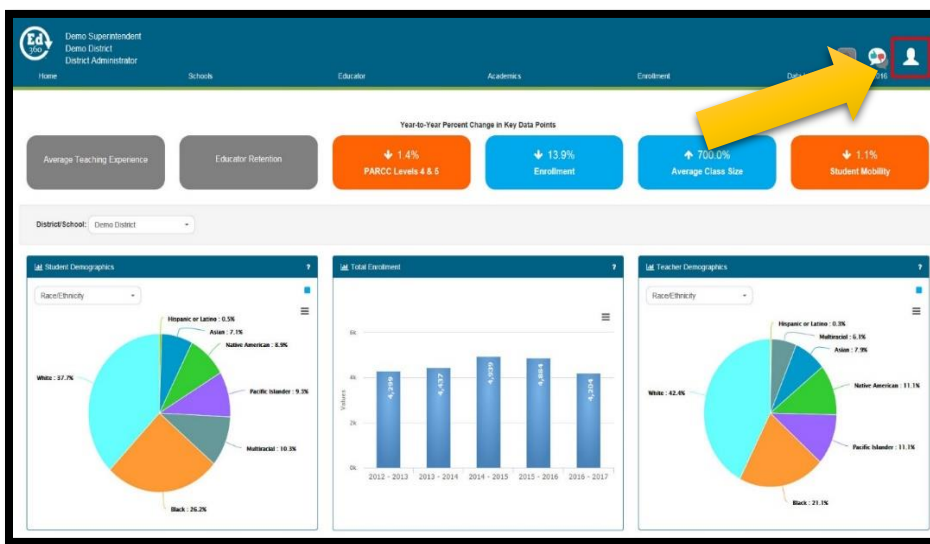 Ed
360
Demo Superintendent
Demo District
District Administrator
Home
Schools
Educator
Academics
Enrollment
Year-to-Year Percent Change in Key Data Points
Average Teaching Experience
Educator Retention
1.4%
PARCC Levels 4 & 5
13.9%
Enrollment
700.0%
Average Class Size
1.1%
Student Mobility
District/School: Demo District
Student Demographics ?
Race/Ethnicity
Hispanic or Latino : 0.5%
Asian : 7.1%
Native American : 8.9%
White : 37.7%
Pacific Islander : 9.3%
Multiracial : 10.3%
Black : 26.2%
Total Enrollment ?
Values
6k
4k
2k
0k
4,299
4,437
4,939
4,884
4,204
2012 - 2013
2013 - 2014
2014 - 2015
2015 - 2016
2016 - 2017
Teacher Demographics ?
Race/Ethnicity
Hispanic or Latino : 0.3%
Multiracial : 6.1%
Asian : 7.9%
White : 42.4%
Native American : 11.1%
Pacific Islander : 11.1%
Black : 21.1%